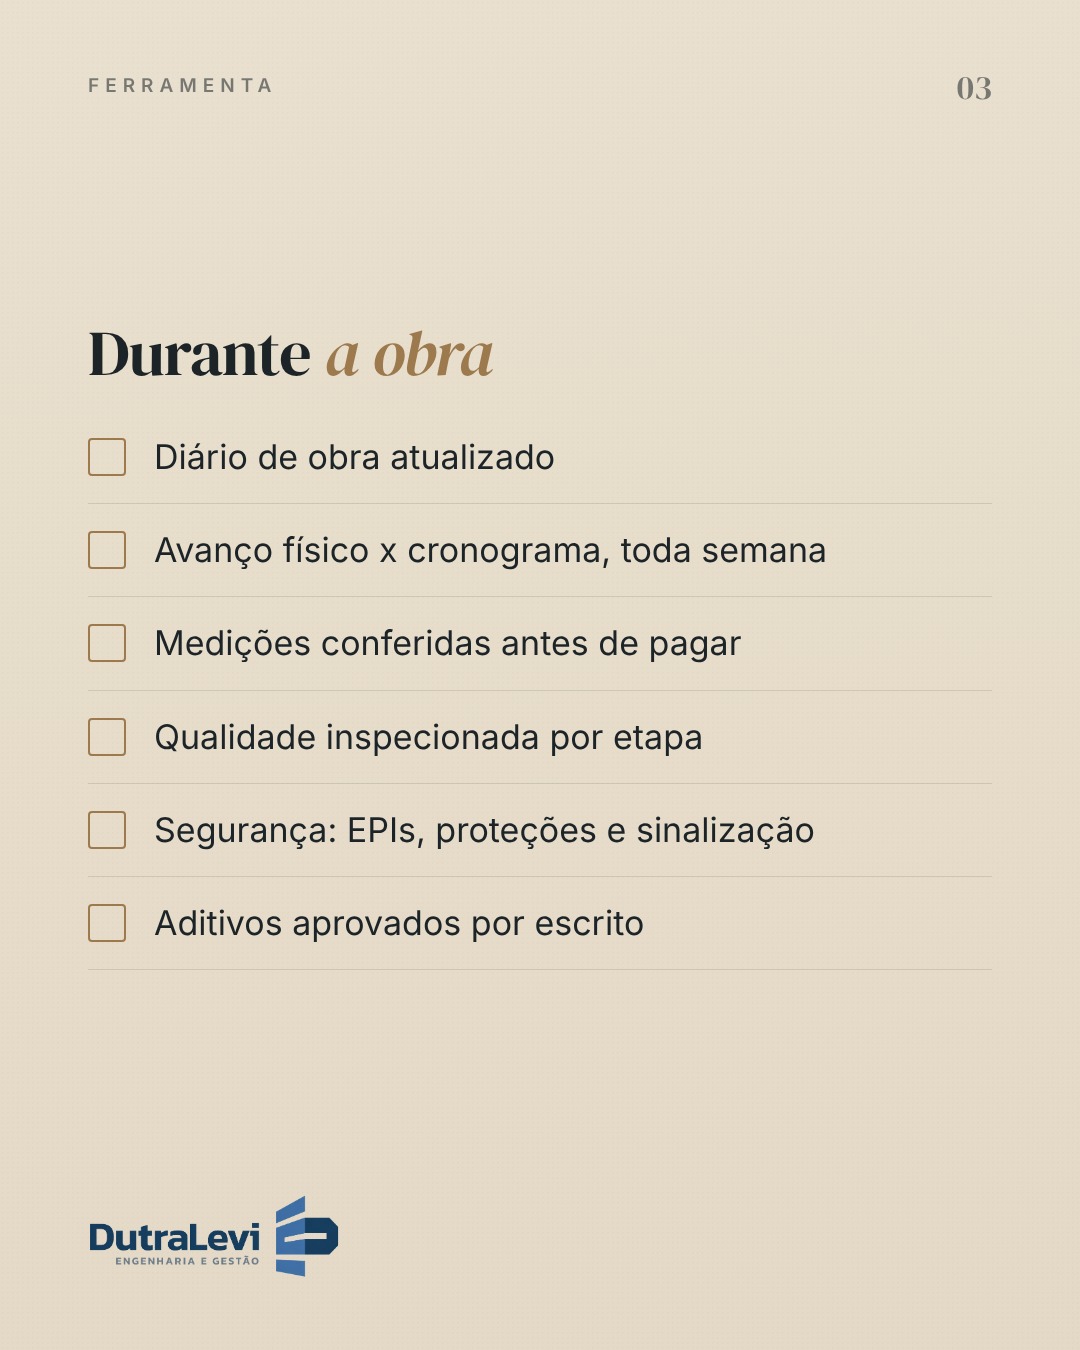 FERRAMENTA
03
Durante a obra
Diário de obra atualizado
Avanço físico x cronograma, toda semana
Medições conferidas antes de pagar
Qualidade inspecionada por etapa
Segurança: EPIs, proteções e sinalização
Aditivos aprovados por escrito
DutraLevi
ENGENHARIA E GESTÃO